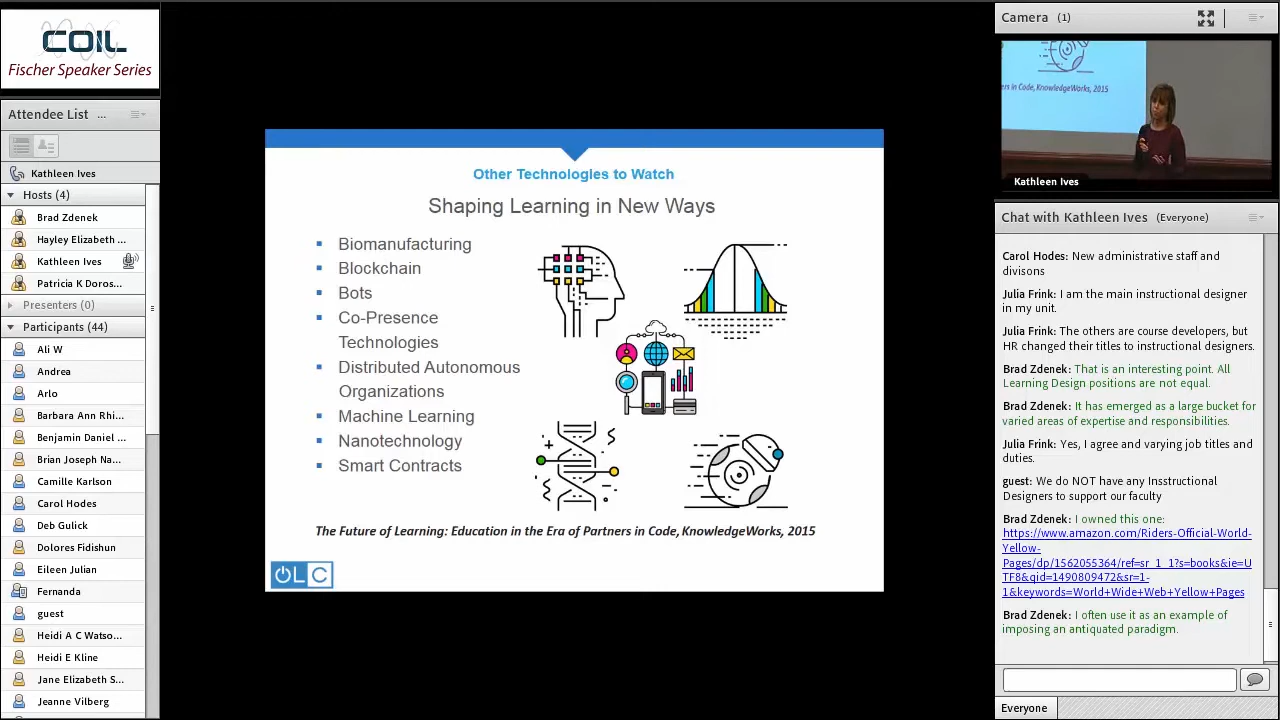 COIL
Fischer Speaker Series
Attendee List ...
Kathleen Ives
Hosts (4)
Brad Zdenek
Hayley Elizabeth ...
Kathleen Ives
Patricia K Doros...
Presenters (0)
Participants (44)
Ali W
Andrea
Arlo
Barbara Ann Rhi...
Benjamin Daniel ...
Brian Joseph Na...
Camille Karlson
Carol Hodes
Deb Gulick
Dolores Fidishun
Eileen Julian
Fernanda
guest
Heidi A C Watso...
Heidi E Kline
Jane Elizabeth S...
Jeanne Vilberg
Other Technologies to Watch
Shaping Learning in New Ways
Biomanufacturing
Blockchain
Bots
Co-Presence
Technologies
Distributed Autonomous
Organizations
Machine Learning
Nanotechnology
Smart Contracts
The Future of Learning: Education in the Era of Partners in Code, KnowledgeWorks, 2015
OLC
Camera (1)
ers in Code, KnowledgeWorks, 2015
Kathleen Ives
Chat with Kathleen Ives (Everyone)
Carol Hodes: New administrative staff and
divisons
Julia Frink: I am the main instructional designer
in my unit.
Julia Frink: The others are course developers, but
HR changed their titles to instructional designers.
Brad Zdenek: That is an interesting point. All
Learning Design positions are not equal.
Brad Zdenek: It has emerged as a large bucket for
varied areas of expertise and responsibilities.
Julia Frink: Yes, I agree and varying job titles and
duties.
guest: We do NOT have any Insstructional
Designers to support our faculty
Brad Zdenek: I owned this one:
https://www.amazon.com/Riders-Official-World-
Yellow-
Pages/dp/1562055364/ref=sr_1_1?s=books&ie=U
TF8&qid=1490809472&sr=1-
1&keywords=World+Wide+Web+Yellow+Pages
Brad Zdenek: I often use it as an example of
imposing an antiquated paradigm.
Everyone